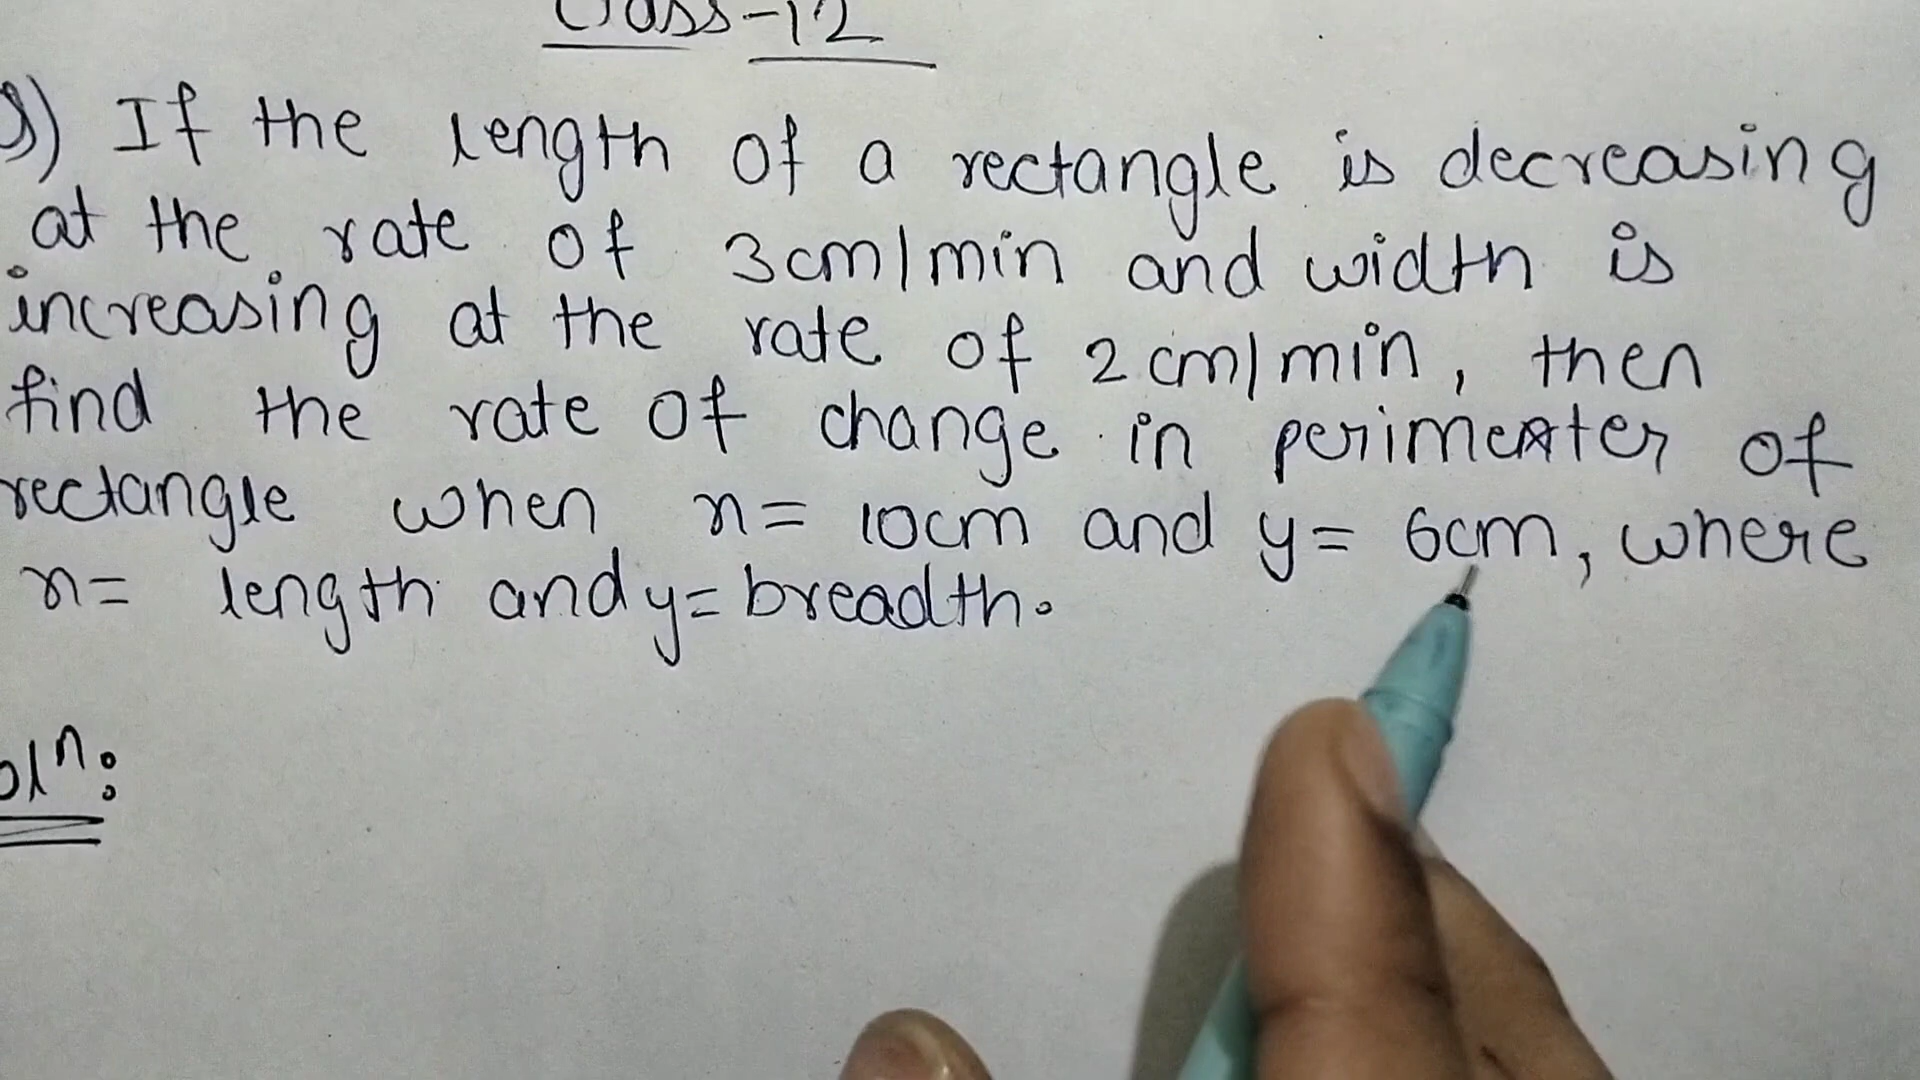 Class-12
If the length of a rectangle is decreasing
at the rate of 3cm/min and width is
increasing at the rate of 2cm/min, then
find the rate of change in perimeter of
rectangle when x= 10cm and y= 6cm, where
x= length and y= breadth.
Solⁿ: